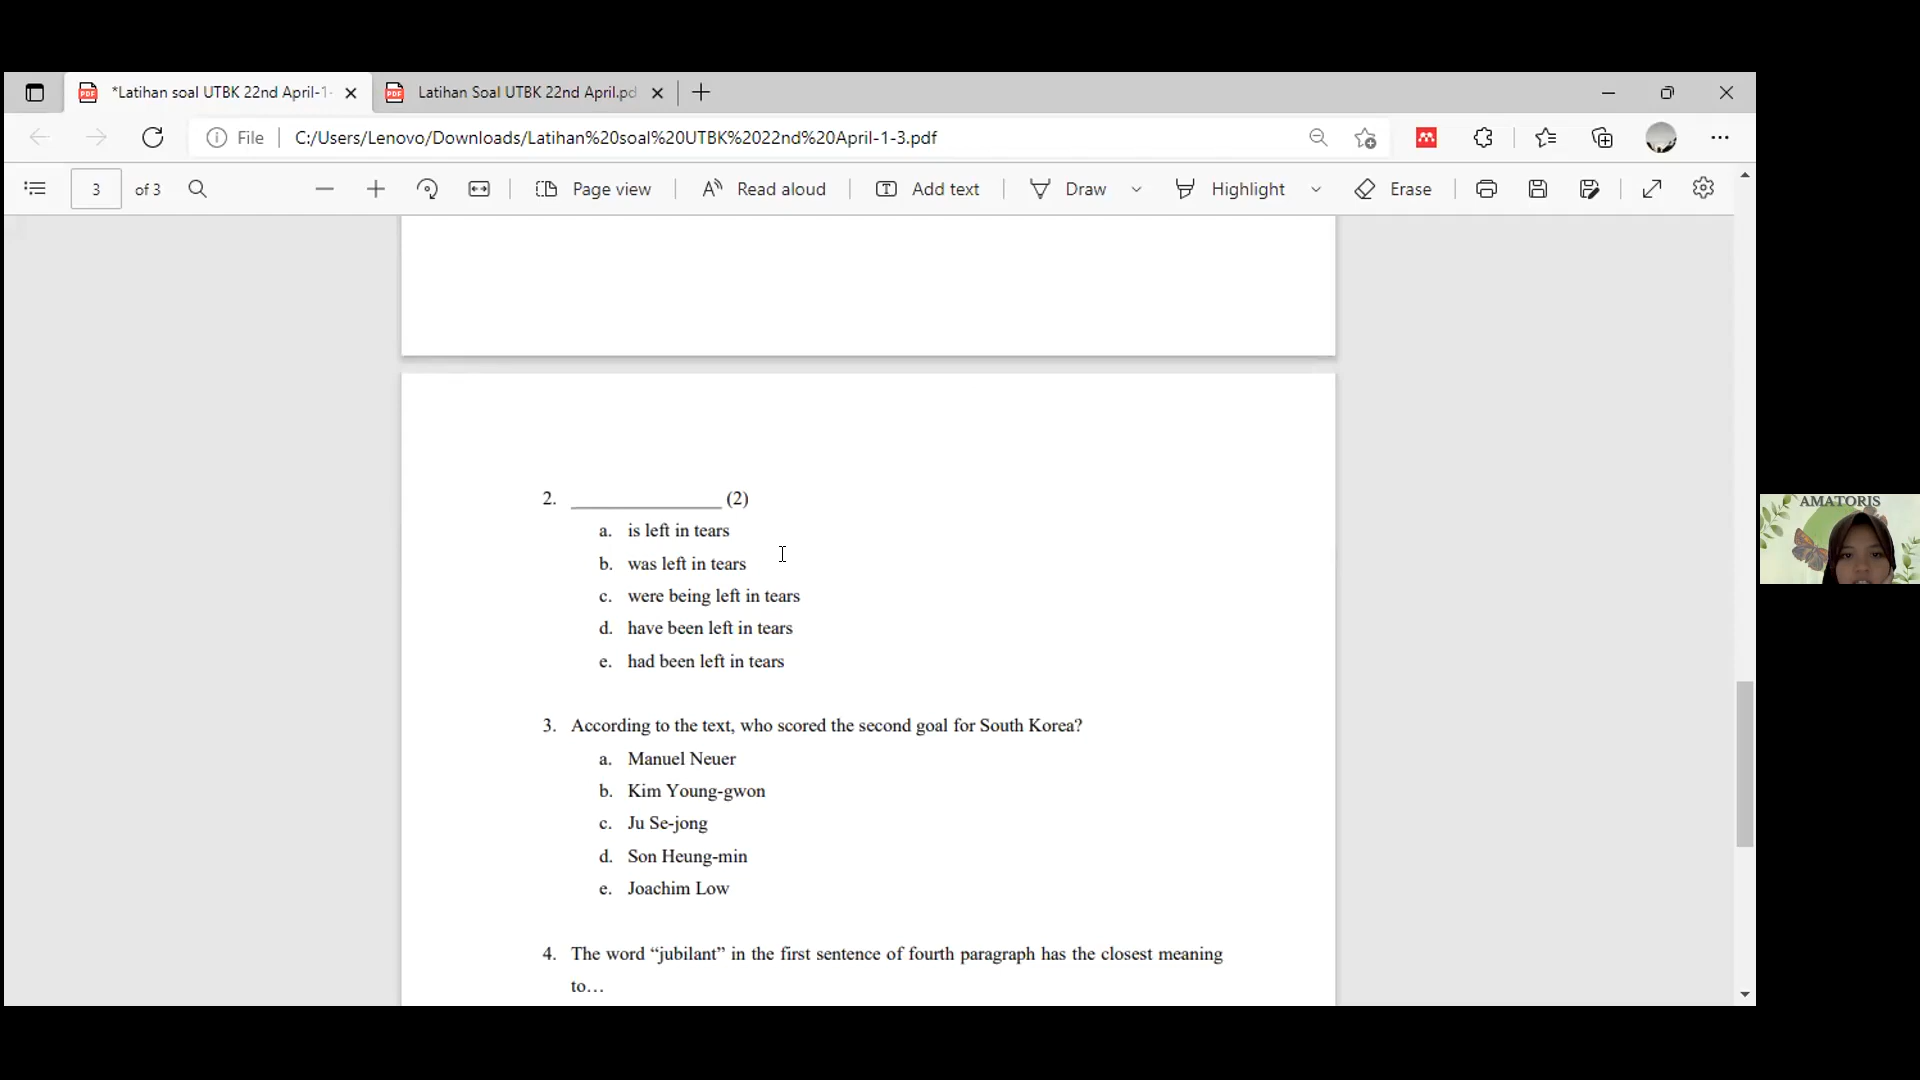 *Latihan soal UTBK 22nd April-1-
Latihan Soal UTBK 22nd April.pd
File
C:/Users/Lenovo/Downloads/Latihan%20soal%20UTBK%2022nd%20April-1-3.pdf
3 of 3
Page view
Read aloud
Add text
Draw
Highlight
Erase
2. ________________ (2)
a. is left in tears
b. was left in tears
c. were being left in tears
d. have been left in tears
e. had been left in tears
3. According to the text, who scored the second goal for South Korea?
a. Manuel Neuer
b. Kim Young-gwon
c. Ju Se-jong
d. Son Heung-min
e. Joachim Low
4. The word “jubilant” in the first sentence of fourth paragraph has the closest meaning
to…
AMATORIS